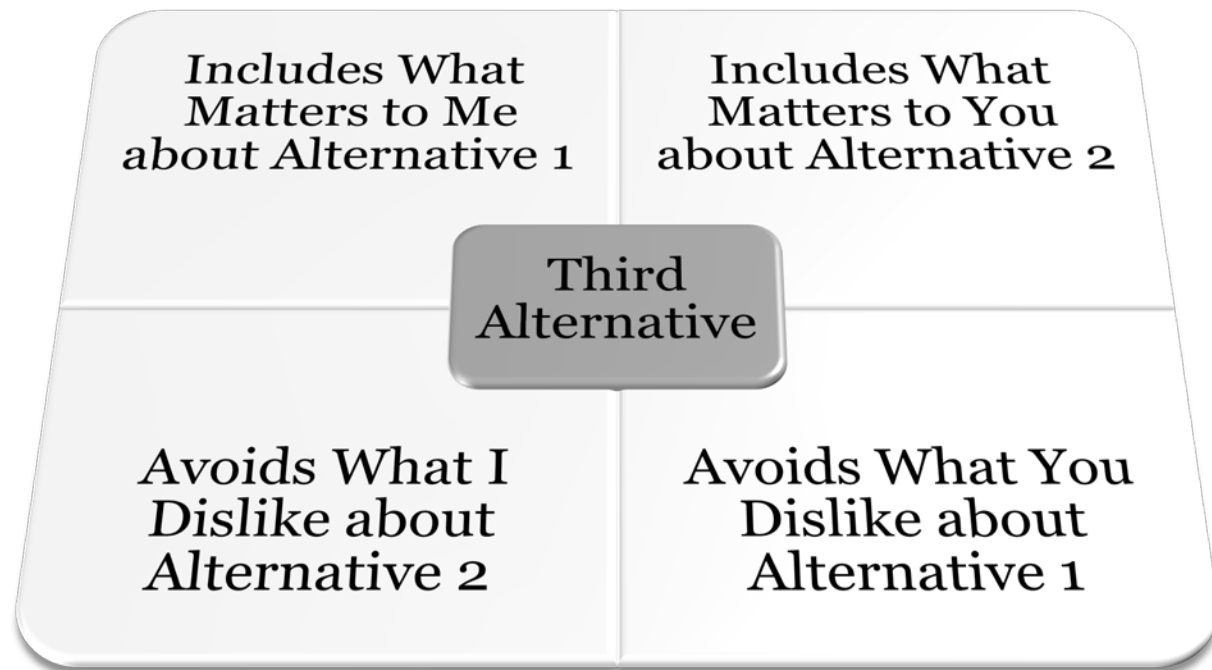 Includes What
Matters to Me
about Alternative 1
Includes What
Matters to You
about Alternative 2
Third
Alternative
Avoids What I
Dislike about
Alternative 2
Avoids What You
Dislike about
Alternative 1